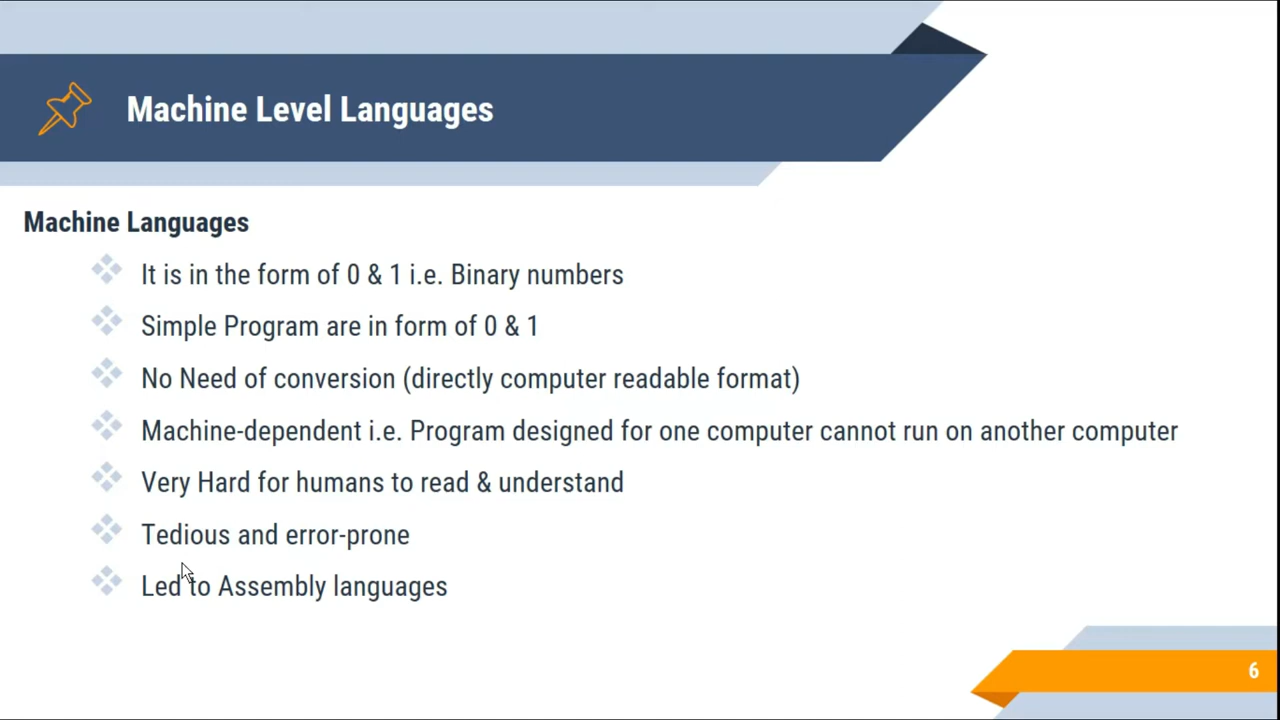 Machine Level Languages
Machine Languages
It is in the form of 0 & 1 i.e. Binary numbers
Simple Program are in form of 0 & 1
No Need of conversion (directly computer readable format)
Machine-dependent i.e. Program designed for one computer cannot run on another computer
Very Hard for humans to read & understand
Tedious and error-prone
Led to Assembly languages
6